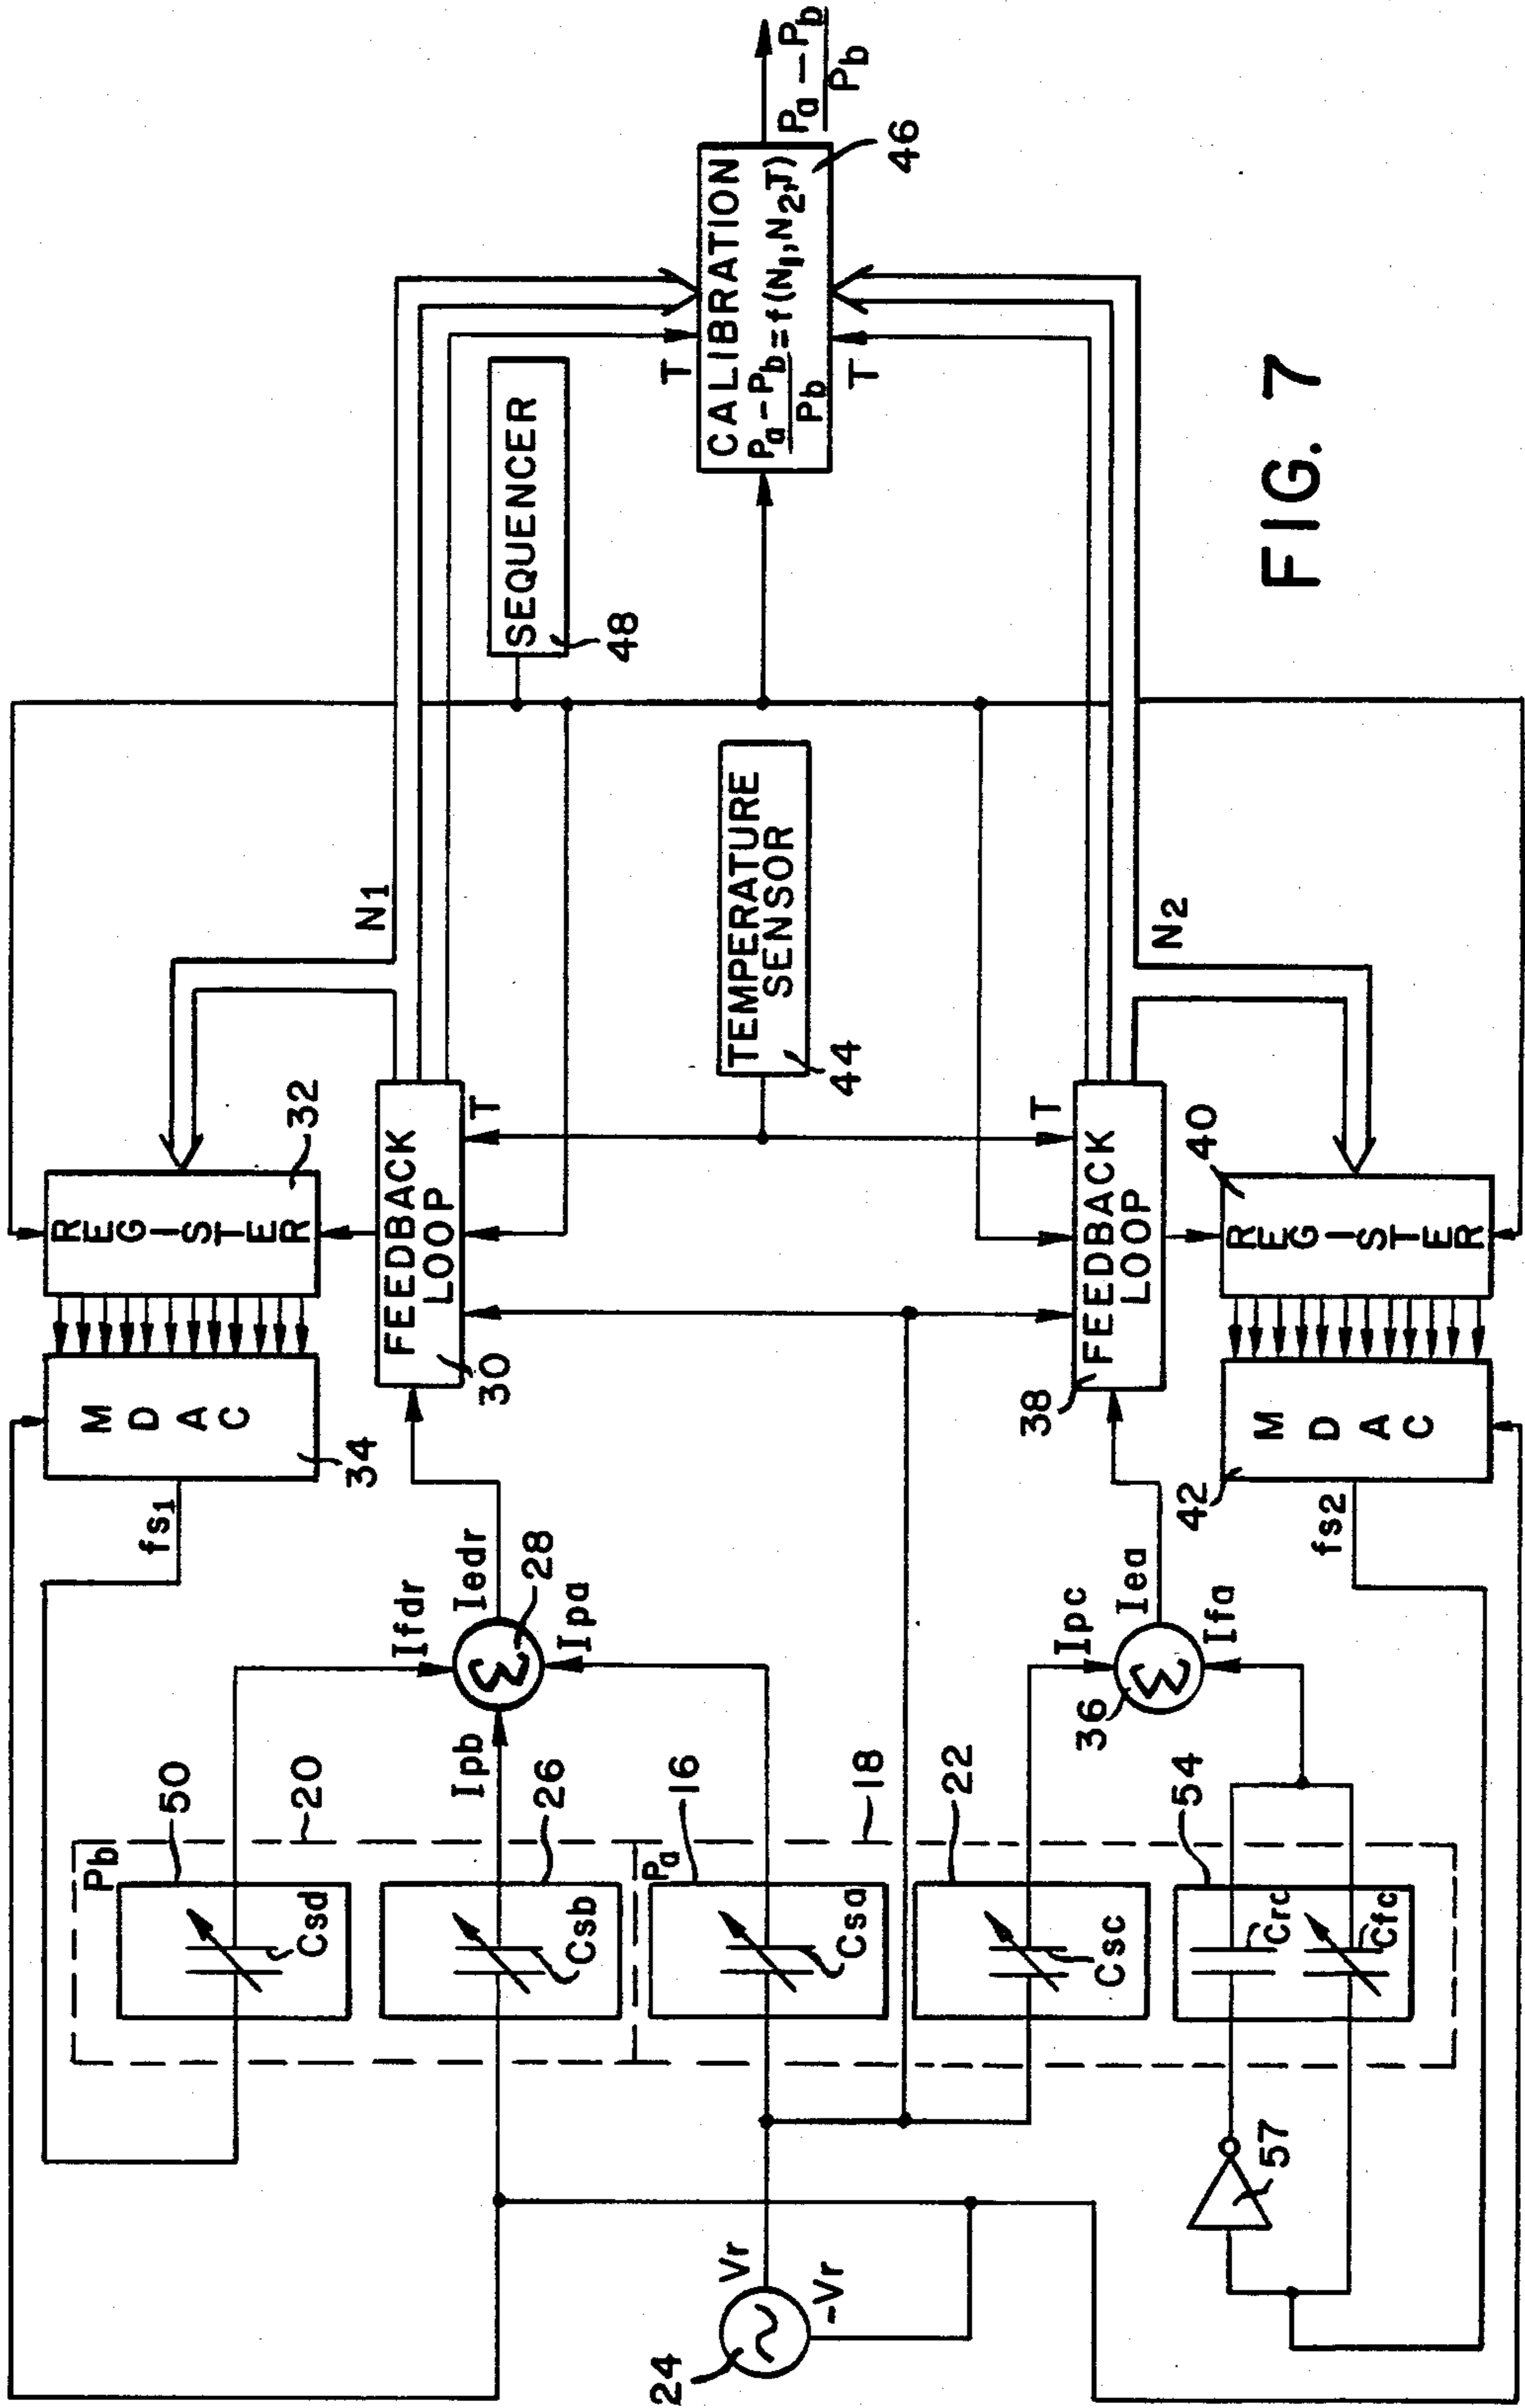 Pb
50
Csd
20
Ifdr
fs1
34
MDAC
REGISTER
32
N1
Csb
26
Ipb
28
Iedr
Ipa
30
FEEDBACK
LOOP
T
SEQUENCER
48
T
24
Vr
-Vr
Pa
16
Csa
18
TEMPERATURE
SENSOR
44
CALIBRATION
Pa - Pb
Pb
= f(N1, N2, T)
46
Pa - Pb
Pb
T
22
Csc
Ipc
36
Iea
Ifa
38
FEEDBACK
LOOP
T
N2
57
54
Crc
Cfc
fs2
42
MDAC
REGISTER
40
FIG. 7